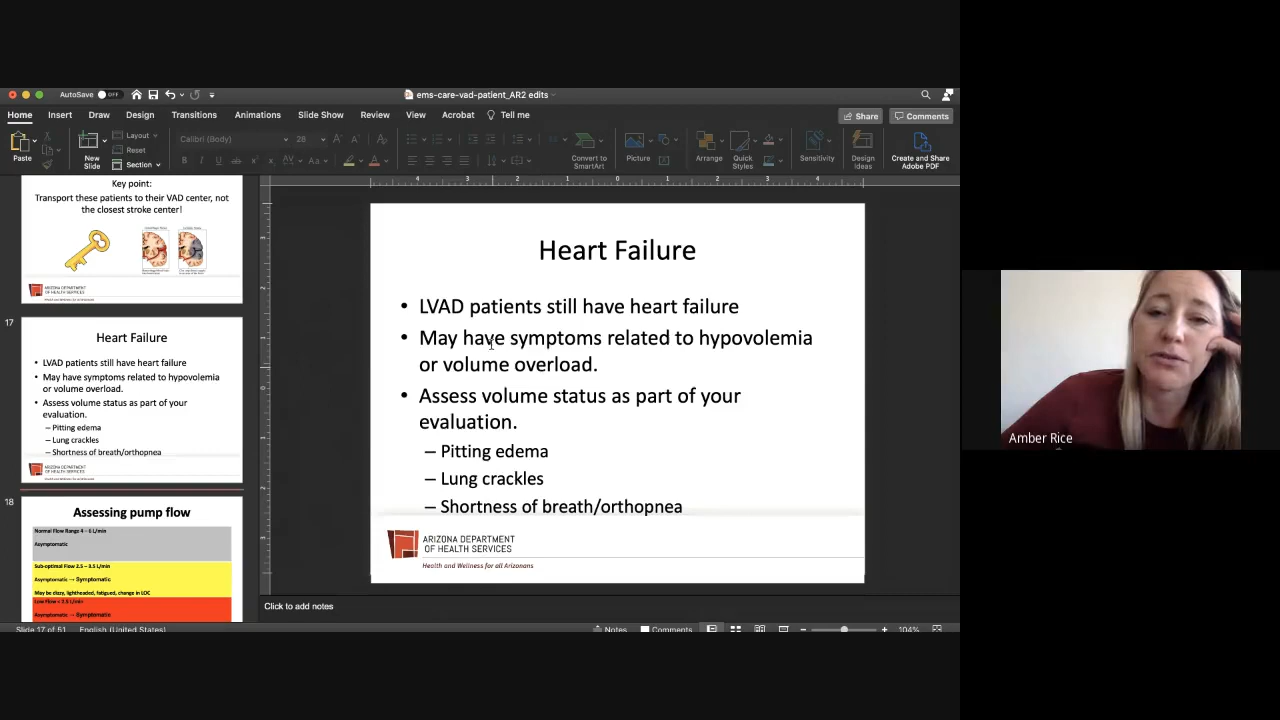 AutoSave OFF
ems-care-vad-patient_AR2 edits
Home Insert Draw Design Transitions Animations Slide Show Review View Acrobat Tell me
Share Comments
Paste
New
Slide
Layout
Reset
Section
Calibri (Body) 28
Convert to
SmartArt
Picture
Arrange
Quick
Styles
Sensitivity
Design
Ideas
Create and Share
Adobe PDF
Key point:
Transport these patients to their VAD center, not
the closest stroke center!
ARIZONA DEPARTMENT
OF HEALTH SERVICES
17
Heart Failure
• LVAD patients still have heart failure
• May have symptoms related to hypovolemia
or volume overload.
• Assess volume status as part of your
evaluation.
– Pitting edema
– Lung crackles
– Shortness of breath/orthopnea
ARIZONA DEPARTMENT
OF HEALTH SERVICES
18
Assessing pump flow
Normal Flow Range 4 – 6 L/min
Asymptomatic
Sub-optimal Flow 2.5 – 3.5 L/min
Asymptomatic → Symptomatic
May be dizzy, lightheaded, fatigued, change in LOC
Low Flow < 2.5 L/min
Asymptomatic → Symptomatic
4 3 2 1 0 1 2 3 4
Heart Failure
• LVAD patients still have heart failure
• May have symptoms related to hypovolemia
or volume overload.
• Assess volume status as part of your
evaluation.
– Pitting edema
– Lung crackles
– Shortness of breath/orthopnea
ARIZONA DEPARTMENT
OF HEALTH SERVICES
Health and Wellness for all Arizonans
Click to add notes
Slide 17 of 51 English (United States)
Notes Comments 104%
Amber Rice